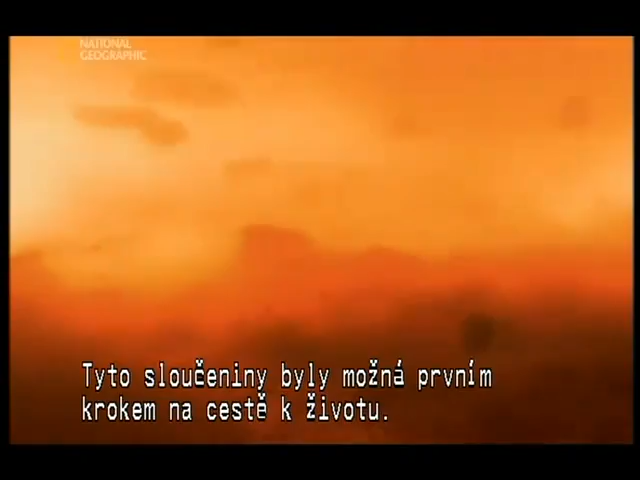 NATIONAL
GEOGRAPHIC
Tyto sloučeniny byly možná prvním
krokem na cestě k životu.